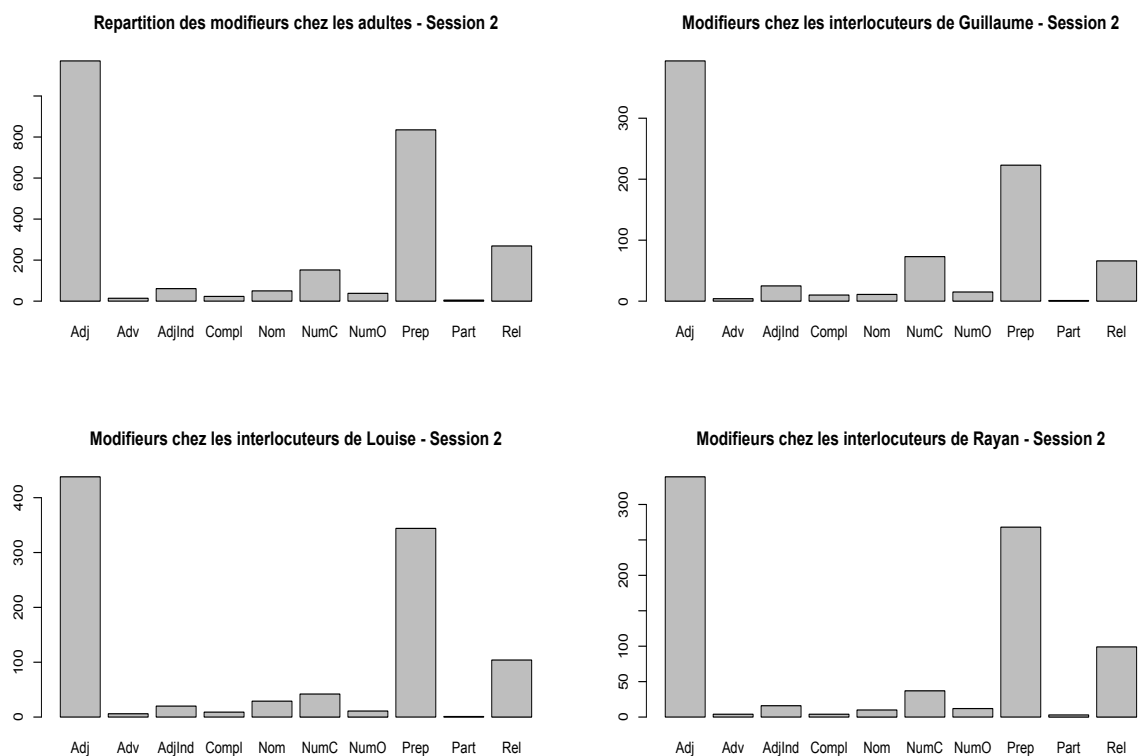 Repartition des modifieurs chez les adultes - Session 2
0 200 400 600 800
Adj Adv AdjInd Compl Nom NumC NumO Prep Part Rel
Modifieurs chez les interlocuteurs de Guillaume - Session 2
0 100 200 300
Adj Adv AdjInd Compl Nom NumC NumO Prep Part Rel
Modifieurs chez les interlocuteurs de Louise - Session 2
0 100 200 300 400
Adj Adv AdjInd Compl Nom NumC NumO Prep Part Rel
Modifieurs chez les interlocuteurs de Rayan - Session 2
0 50 100 200 300
Adj Adv AdjInd Compl Nom NumC NumO Prep Part Rel